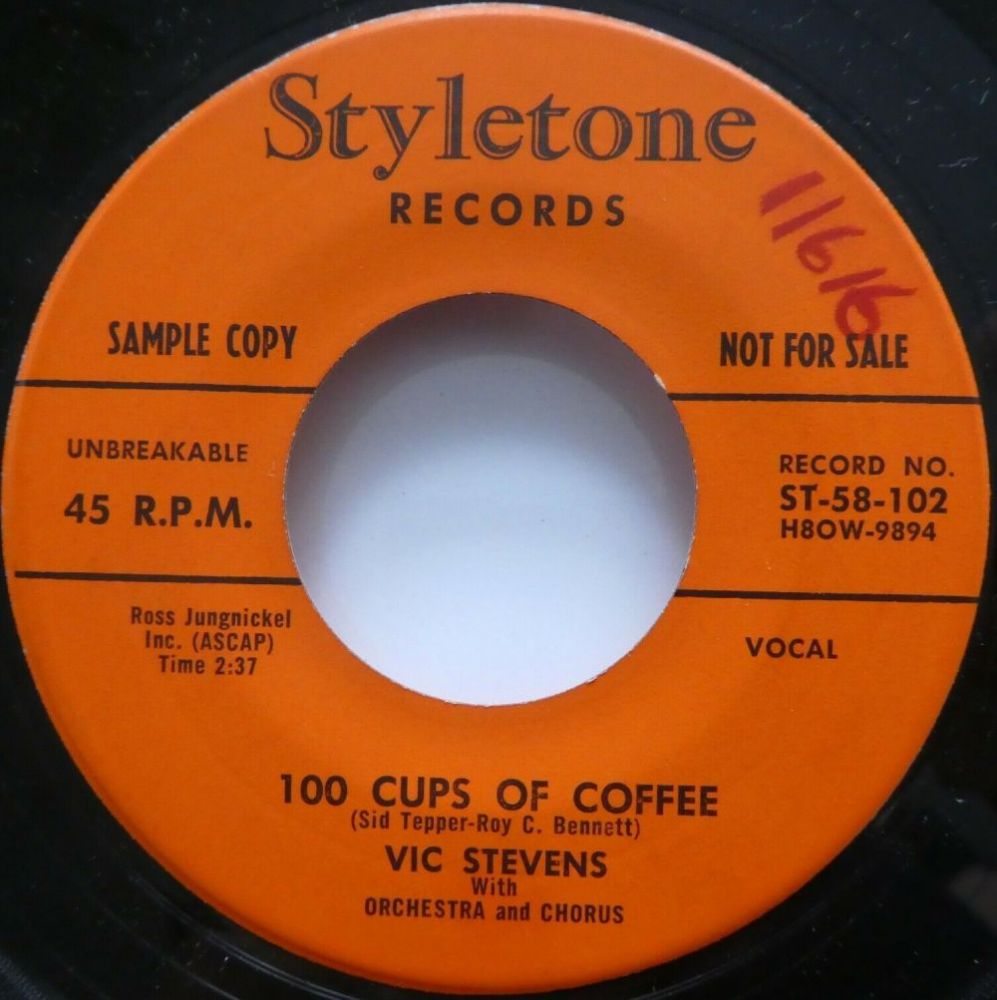 Styletone
RECORDS
11616
SAMPLE COPY
NOT FOR SALE
UNBREAKABLE
45 R.P.M.
RECORD NO.
ST-58-102
H8OW-9894
Ross Jungnickel
Inc. (ASCAP)
Time 2:37
VOCAL
100 CUPS OF COFFEE
(Sid Tepper-Roy C. Bennett)
VIC STEVENS
With
ORCHESTRA and CHORUS